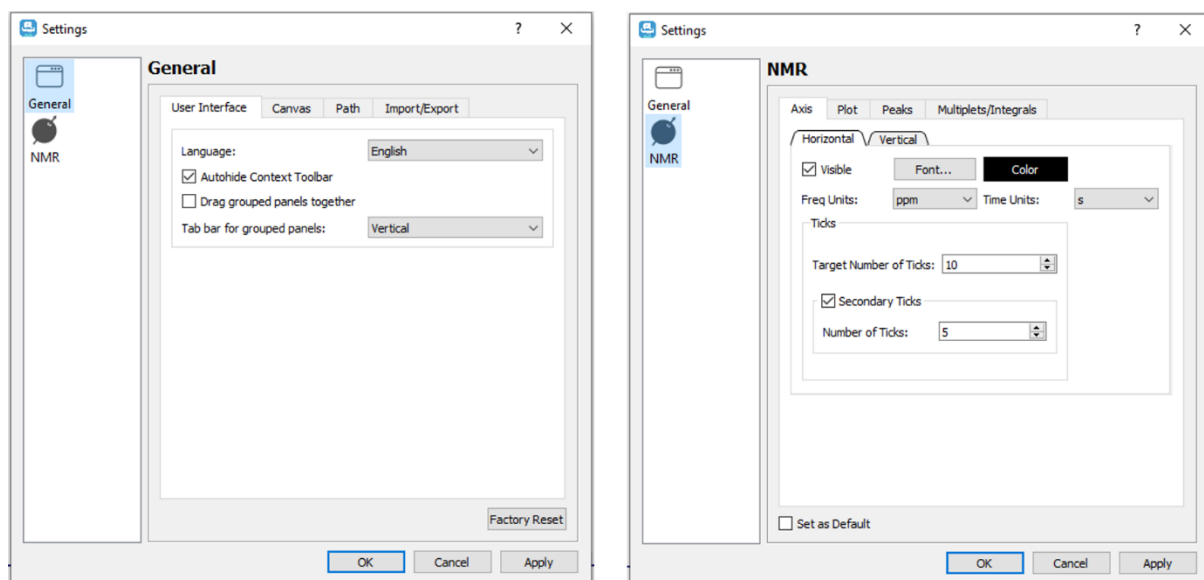 Settings
?
General
NMR
General
User Interface
Canvas
Path
Import/Export
Language:
English
Autohide Context Toolbar
Drag grouped panels together
Tab bar for grouped panels:
Vertical
Factory Reset
OK
Cancel
Apply
Settings
?
General
NMR
NMR
Axis
Plot
Peaks
Multiplets/Integrals
Horizontal
Vertical
Visible
Font...
Color
Freq Units:
ppm
Time Units:
s
Ticks
Target Number of Ticks:
10
Secondary Ticks
Number of Ticks:
5
Set as Default
OK
Cancel
Apply